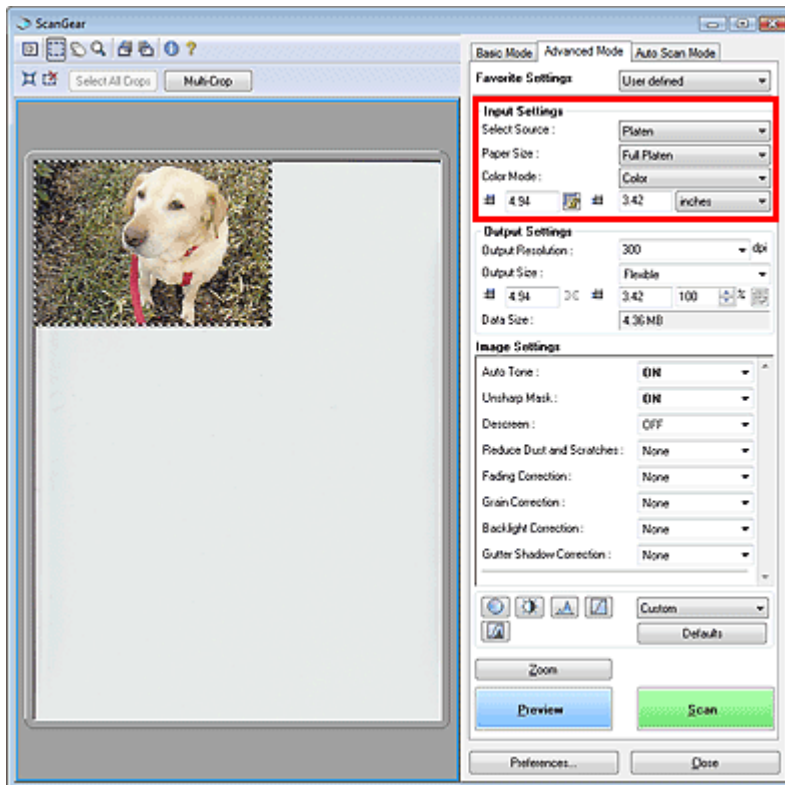 ScanGear
Select All Crops
Multi-Crop
Basic Mode
Advanced Mode
Auto Scan Mode
Favorite Settings
User defined
Input Settings
Select Source :
Platen
Paper Size :
Full Platen
Color Mode :
Color
4.94
3.42
inches
Output Settings
Output Resolution :
300
dpi
Output Size :
Flexible
4.94
3.42
100
%
Data Size :
4.36 MB
Image Settings
Auto Tone :
ON
Unsharp Mask :
ON
Descreen :
OFF
Reduce Dust and Scratches :
None
Fading Correction :
None
Grain Correction :
None
Backlight Correction :
None
Gutter Shadow Correction :
None
Custom
Defaults
Zoom
Preview
Scan
Preferences...
Close